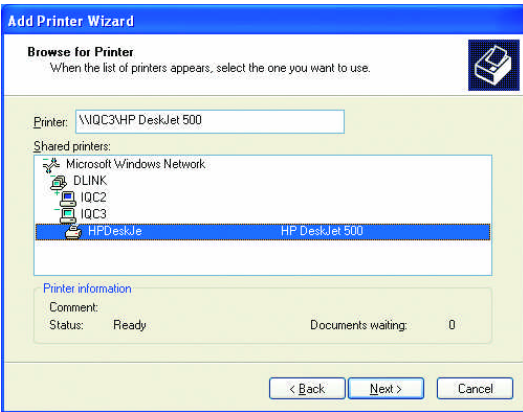 Add Printer Wizard
Browse for Printer
When the list of printers appears, select the one you want to use.
Printer: \\IQC3\HP DeskJet 500
Shared printers:
Microsoft Windows Network
DLINK
IQC2
IQC3
HPDeskJe HP DeskJet 500
Printer information
Comment:
Status: Ready Documents waiting: 0
< Back Next > Cancel